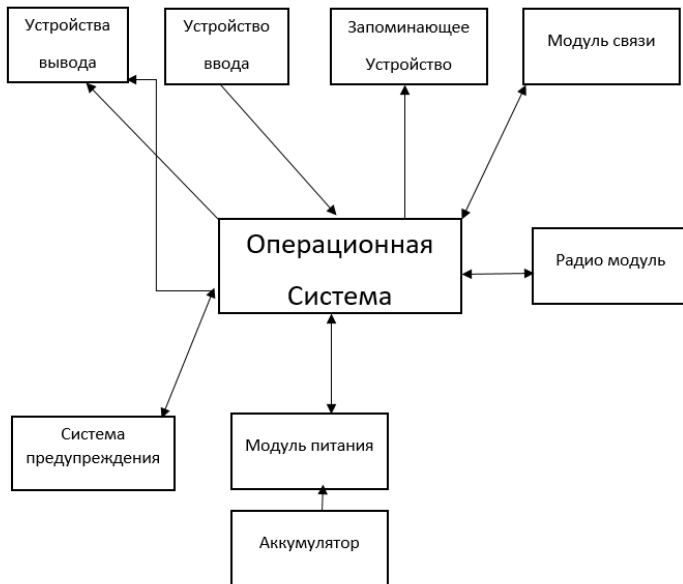 Устройства
вывода
Устройство
ввода
Запоминающее
Устройство
Модуль связи
Операционная
Система
Радио модуль
Система
предупреждения
Модуль питания
Аккумулятор